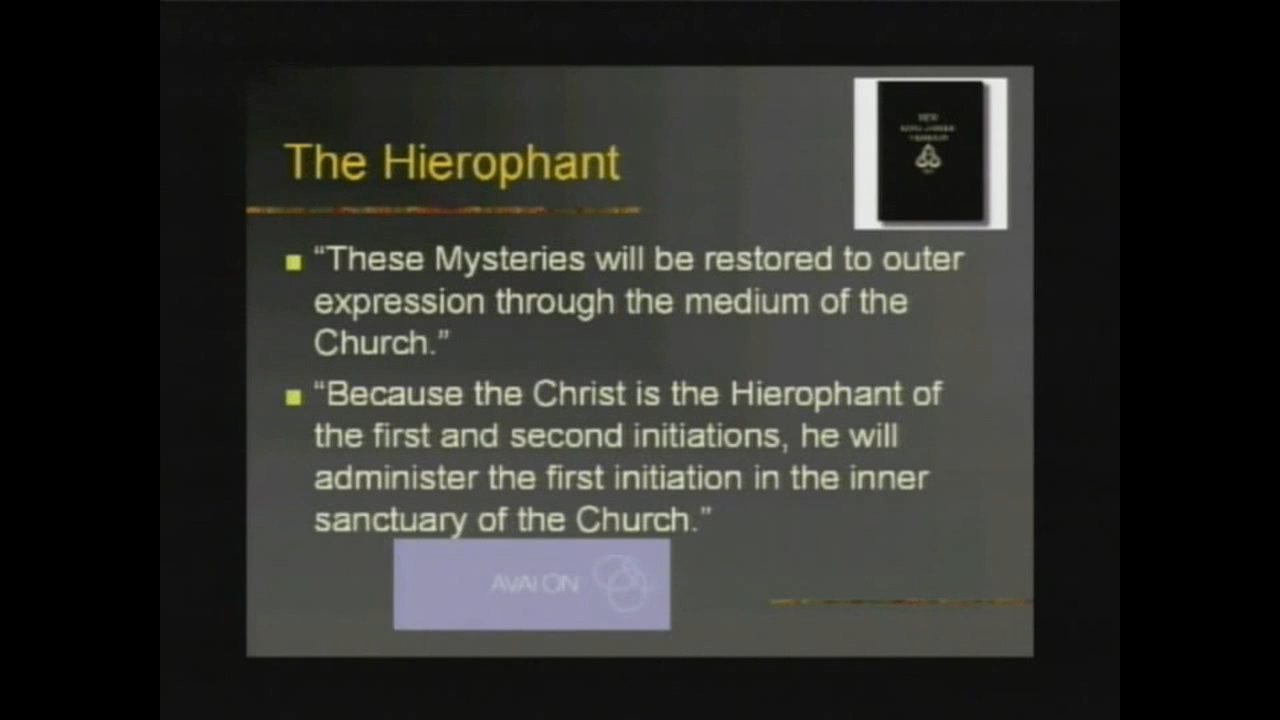 The Hierophant
“These Mysteries will be restored to outer
expression through the medium of the
Church.”
“Because the Christ is the Hierophant of
the first and second initiations, he will
administer the first initiation in the inner
sanctuary of the Church.”
AVALON